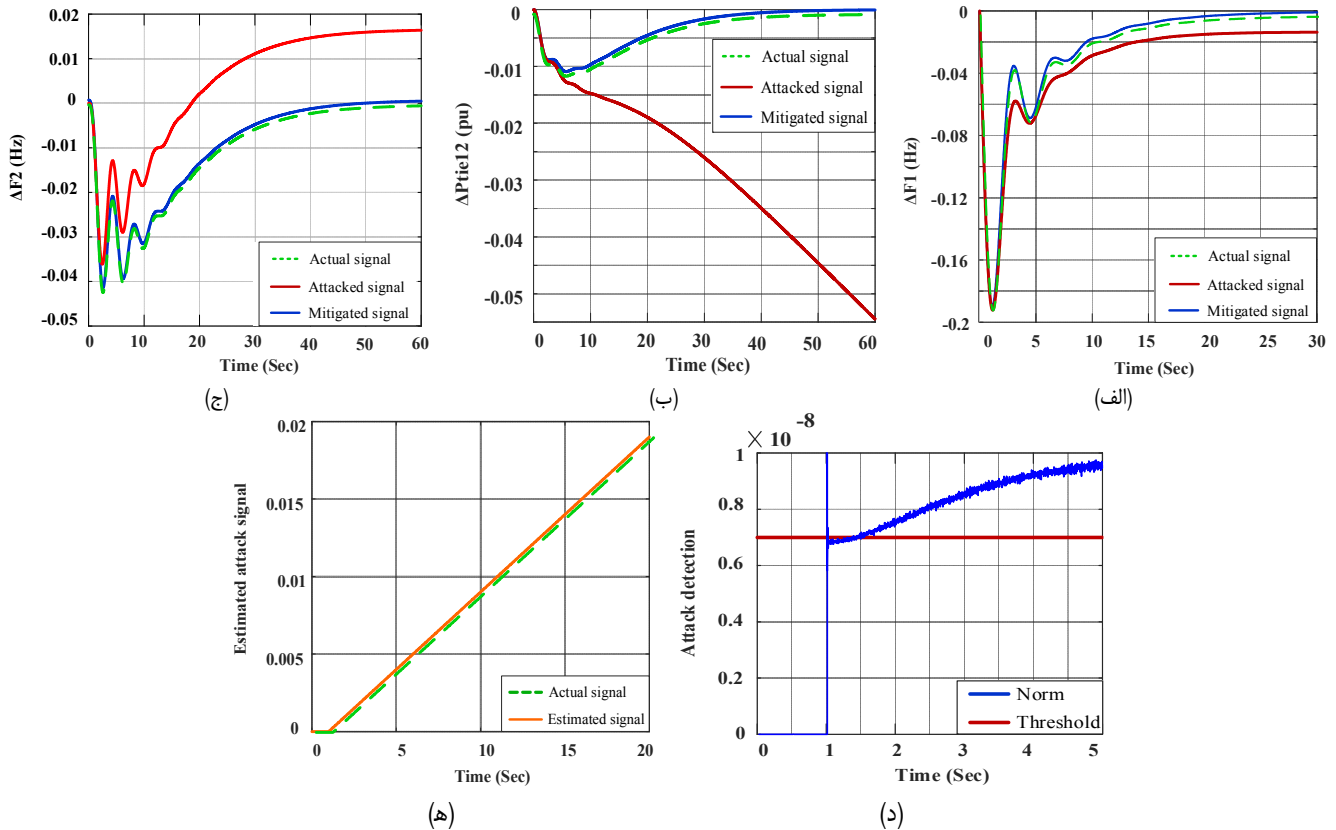 0.02
0.01
0
-0.01
-0.02
-0.03
-0.04
-0.05
ΔF2 (Hz)
Actual signal
Attacked signal
Mitigated signal
0 10 20 30 40 50 60
Time (Sec)
(ج)
0
-0.01
-0.02
-0.03
-0.04
-0.05
ΔPtie12 (pu)
Actual signal
Attacked signal
Mitigated signal
0 10 20 30 40 50 60
Time (Sec)
(ب)
0
-0.04
-0.08
-0.12
-0.16
-0.2
ΔF1 (Hz)
Actual signal
Attacked signal
Mitigated signal
0 5 10 15 20 25 30
Time (Sec)
(الف)
0.02
0.015
0.01
0.005
0
Estimated attack signal
Actual signal
Estimated signal
0 5 10 15 20
Time (Sec)
(ه)
× 10 -8
1
0.8
0.6
0.4
0.2
0
Attack detection
Norm
Threshold
0 1 2 3 4 5
Time (Sec)
(د)